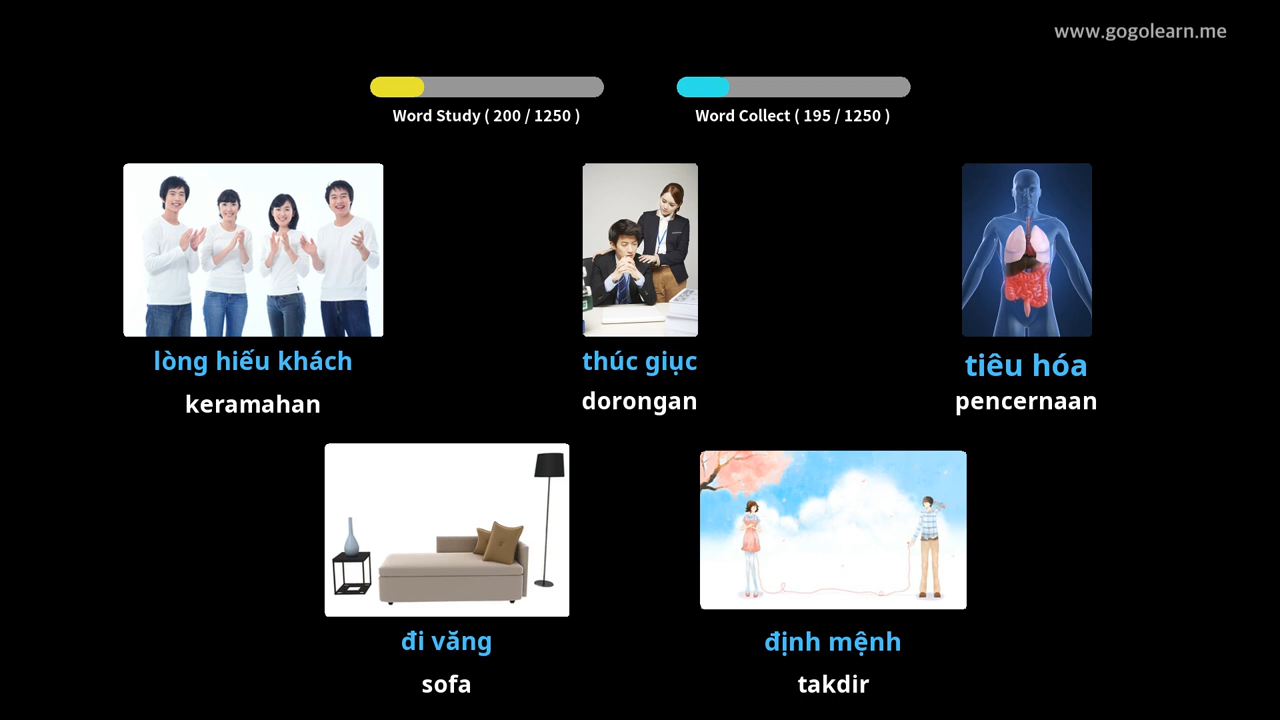 www.gogolearn.me
Word Study ( 200 / 1250 )
Word Collect ( 195 / 1250 )
lòng hiếu khách
keramahan
thúc giục
dorongan
tiêu hóa
pencernaan
đi văng
sofa
định mệnh
takdir